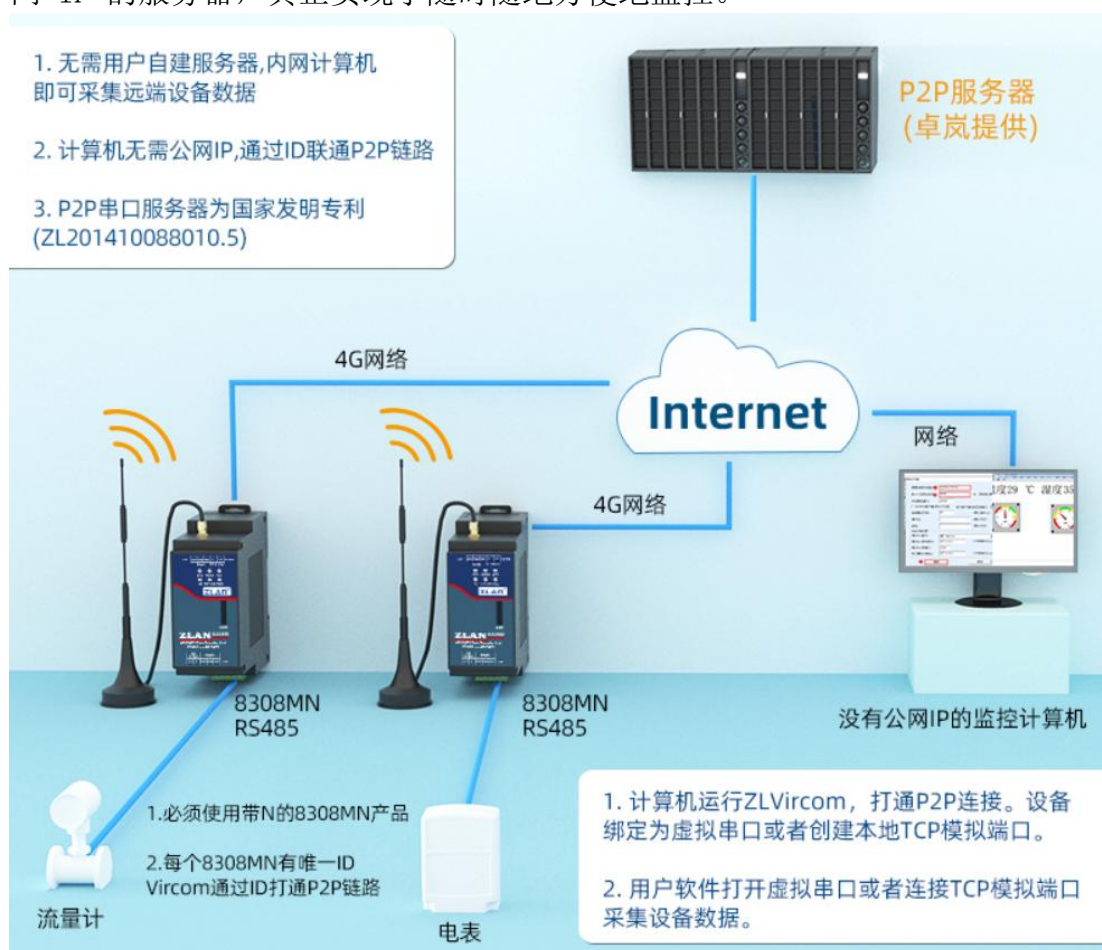 1. 无需用户自建服务器,内网计算机
即可采集远端设备数据
2. 计算机无需公网IP,通过ID联通P2P链路
3. P2P串口服务器为国家发明专利
(ZL201410088010.5)
P2P服务器
(卓岚提供)
4G网络
Internet
网络
4G网络
度29 ℃ 湿度35
ZLAN
ZLAN
ZLAN
ZLAN
8308MN
RS485
8308MN
RS485
没有公网IP的监控计算机
1.必须使用带N的8308MN产品
2.每个8308MN有唯一ID
Vircom通过ID打通P2P链路
流量计
电表
1. 计算机运行ZLVircom，打通P2P连接。设备
绑定为虚拟串口或者创建本地TCP模拟端口。
2. 用户软件打开虚拟串口或者连接TCP模拟端口
采集设备数据。